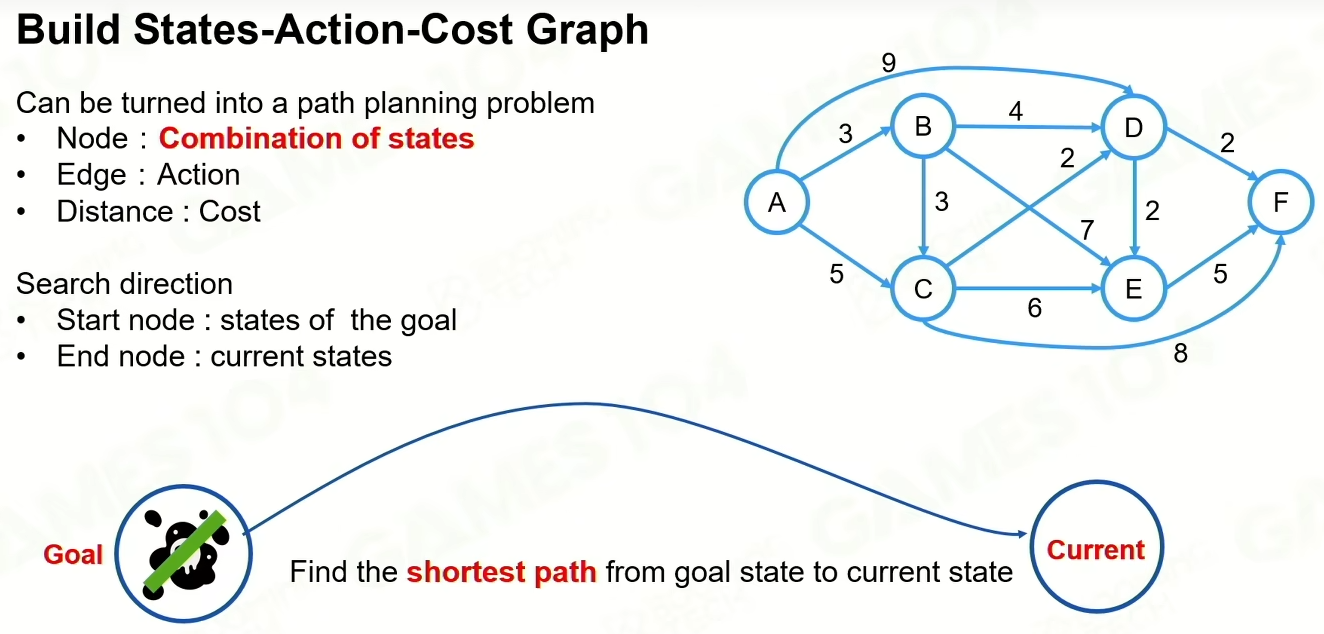 Build States-Action-Cost Graph
Can be turned into a path planning problem
• Node : Combination of states
• Edge : Action
• Distance : Cost
Search direction
• Start node : states of the goal
• End node : current states
9
3
4
2
2
A
B
D
F
3
7
2
5
C
E
6
5
8
Goal
Find the shortest path from goal state to current state
Current
GAMES 104